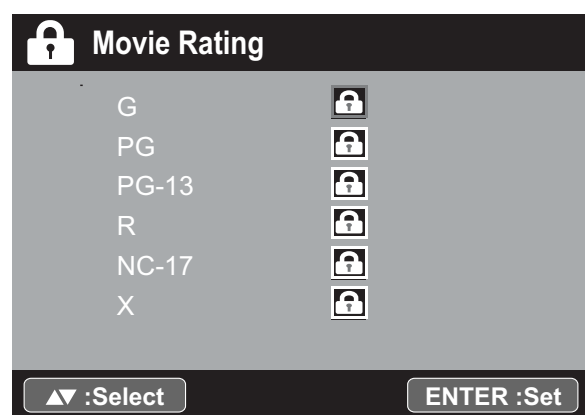 Movie Rating
G
PG
PG-13
R
NC-17
X
▲▼ :Select
ENTER :Set